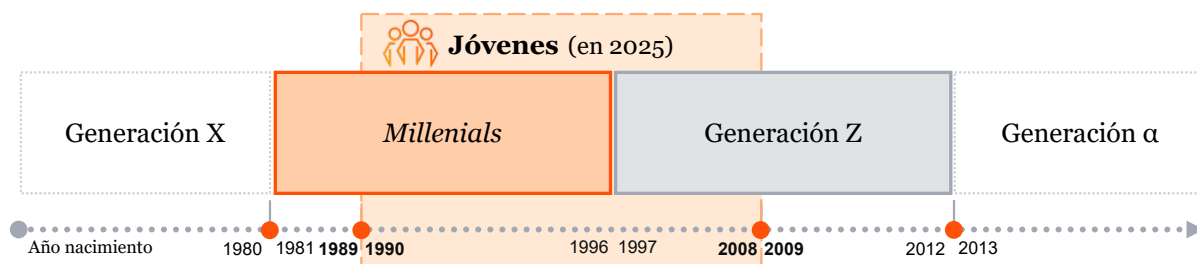 Jóvenes (en 2025)
Generación X
Millenials
Generación Z
Generación α
Año nacimiento
1980 1981 1989 1990 1996 1997 2008 2009 2012 2013